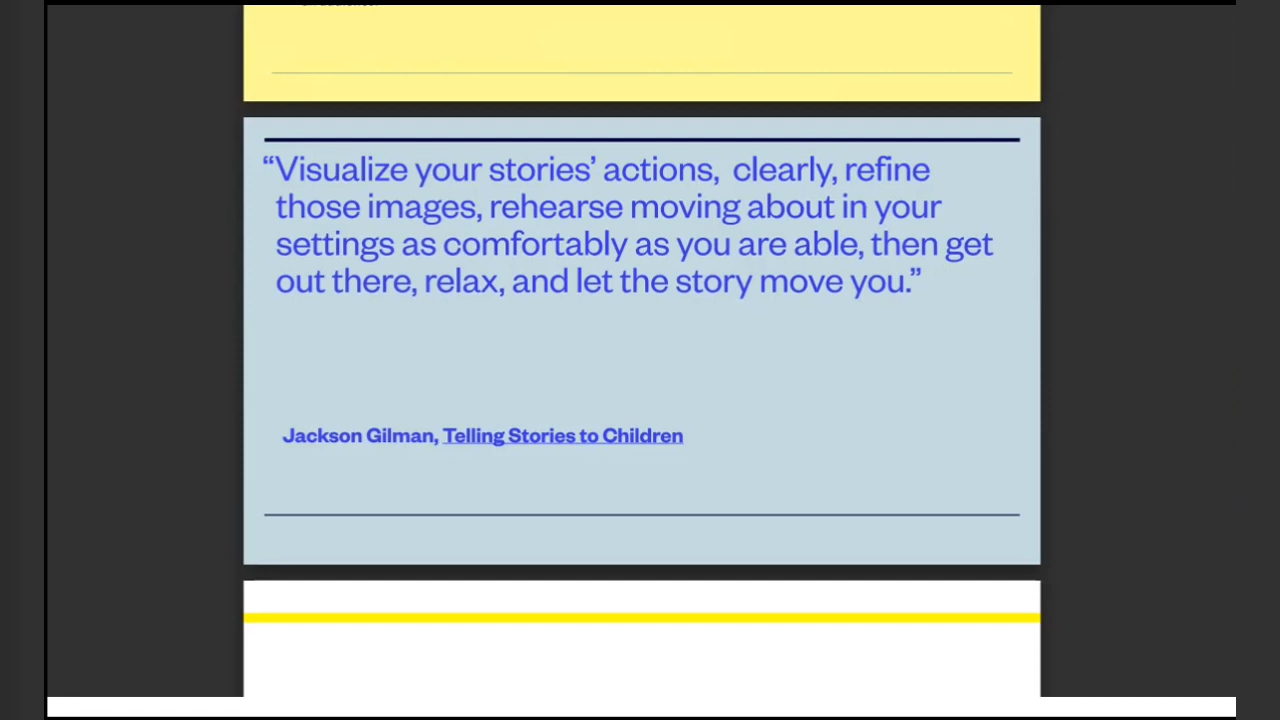 “Visualize your stories’ actions,  clearly, refine
those images, rehearse moving about in your
settings as comfortably as you are able, then get
out there, relax, and let the story move you.”
Jackson Gilman, Telling Stories to Children